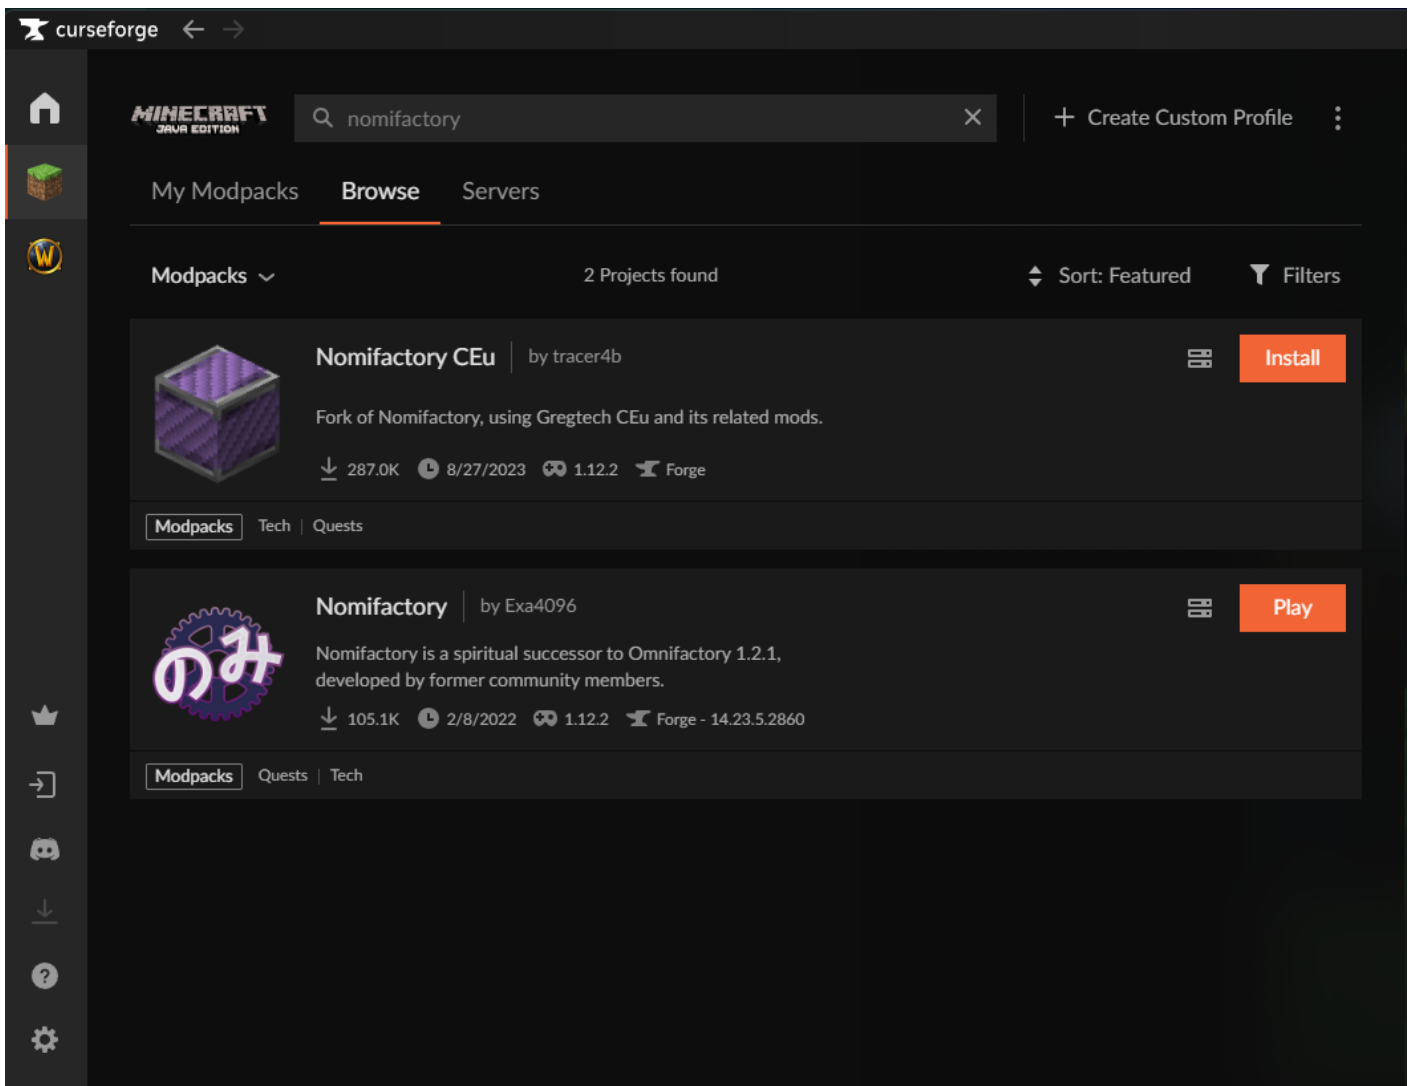 curseforge
MINECRAFT
JAVA EDITION
nomifactory
Create Custom Profile
My Modpacks
Browse
Servers
Modpacks
2 Projects found
Sort: Featured
Filters
Nomifactory CEu
by tracer4b
Install
Fork of Nomifactory, using Gregtech CEu and its related mods.
287.0K 8/27/2023 1.12.2 Forge
Modpacks Tech | Quests
のみ
Nomifactory
by Exa4096
Play
Nomifactory is a spiritual successor to Omnifactory 1.2.1,
developed by former community members.
105.1K 2/8/2022 1.12.2 Forge - 14.23.5.2860
Modpacks Quests | Tech
W